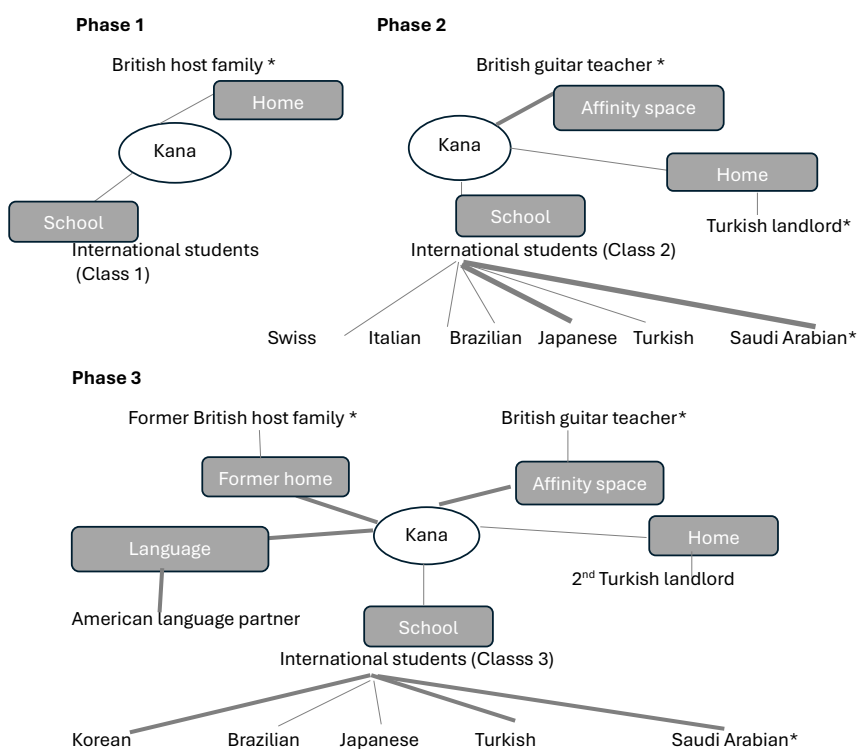 Phase 1
British host family *
Home
Kana
School
International students
(Class 1)
Phase 2
British guitar teacher *
Affinity space
Kana
Home
School
Turkish landlord*
International students (Class 2)
Swiss Italian Brazilian Japanese Turkish Saudi Arabian*
Phase 3
Former British host family * British guitar teacher*
Former home Affinity space
Kana
Language Home
2nd Turkish landlord
American language partner
School
International students (Classs 3)
Korean Brazilian Japanese Turkish Saudi Arabian*